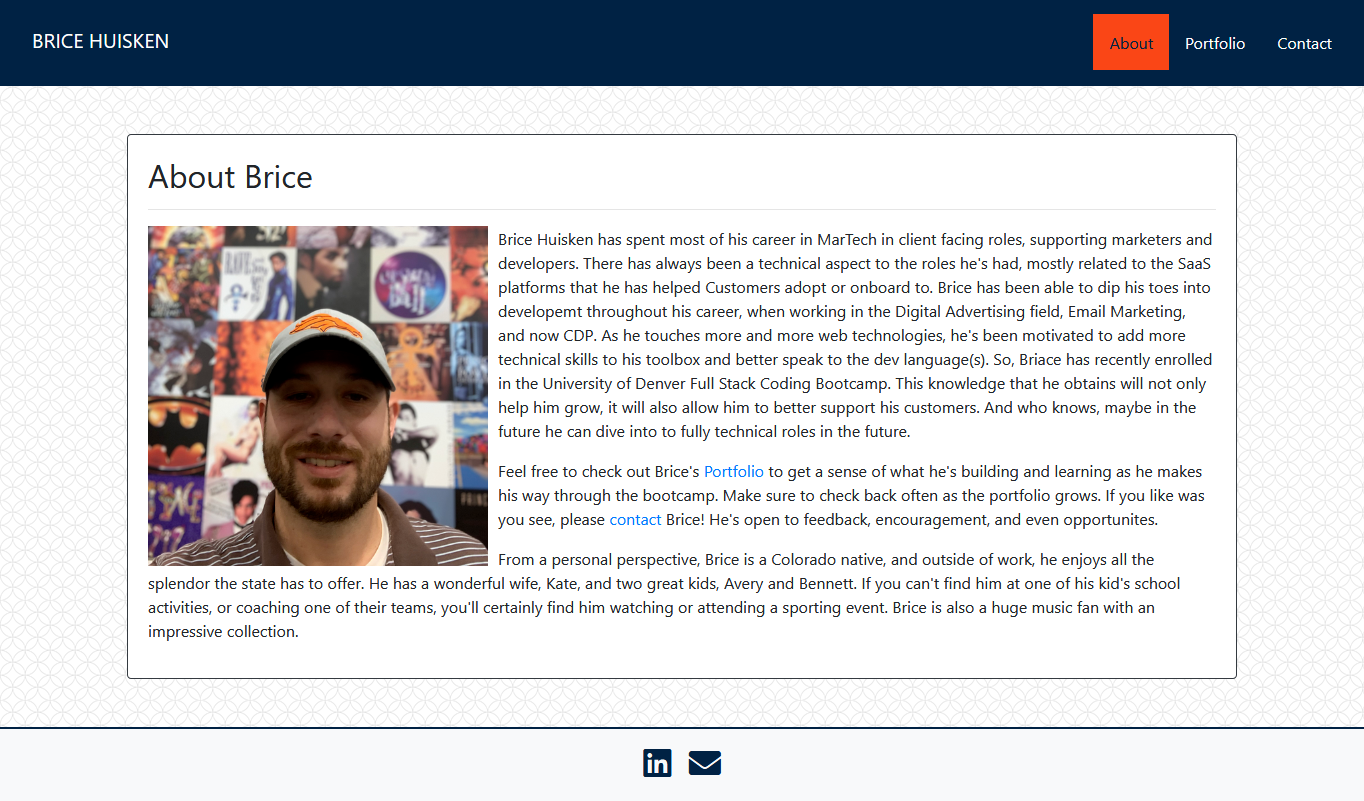 BRICE HUISKEN
About
Portfolio
Contact
About Brice
Brice Huisken has spent most of his career in MarTech in client facing roles, supporting marketers and
developers. There has always been a technical aspect to the roles he's had, mostly related to the SaaS
platforms that he has helped Customers adopt or onboard to. Brice has been able to dip his toes into
developemt throughout his career, when working in the Digital Advertising field, Email Marketing,
and now CDP. As he touches more and more web technologies, he's been motivated to add more
technical skills to his toolbox and better speak to the dev language(s). So, Briace has recently enrolled
in the University of Denver Full Stack Coding Bootcamp. This knowledge that he obtains will not only
help him grow, it will also allow him to better support his customers. And who knows, maybe in the
future he can dive into to fully technical roles in the future.
Feel free to check out Brice's Portfolio to get a sense of what he's building and learning as he makes
his way through the bootcamp. Make sure to check back often as the portfolio grows. If you like was
you see, please contact Brice! He's open to feedback, encouragement, and even opportunites.
From a personal perspective, Brice is a Colorado native, and outside of work, he enjoys all the
splendor the state has to offer. He has a wonderful wife, Kate, and two great kids, Avery and Bennett. If you can't find him at one of his kid's school
activities, or coaching one of their teams, you'll certainly find him watching or attending a sporting event. Brice is also a huge music fan with an
impressive collection.
in